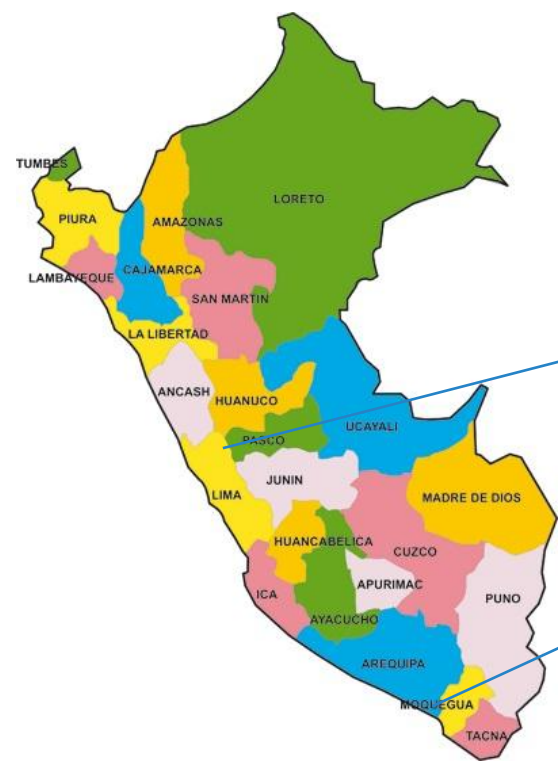 TUMBES
LORETO
PIURA
AMAZONAS
CAJAMARCA
LAMBAYEQUE
SAN MARTIN
LA LIBERTAD
ANCASH
HUANUCO
UCAYALI
PASCO
JUNIN
LIMA
MADRE DE DIOS
HUANCABELICA
CUZCO
APURIMAC
ICA
PUNO
AYACUCHO
AREQUIPA
MOQUEGUA
TACNA